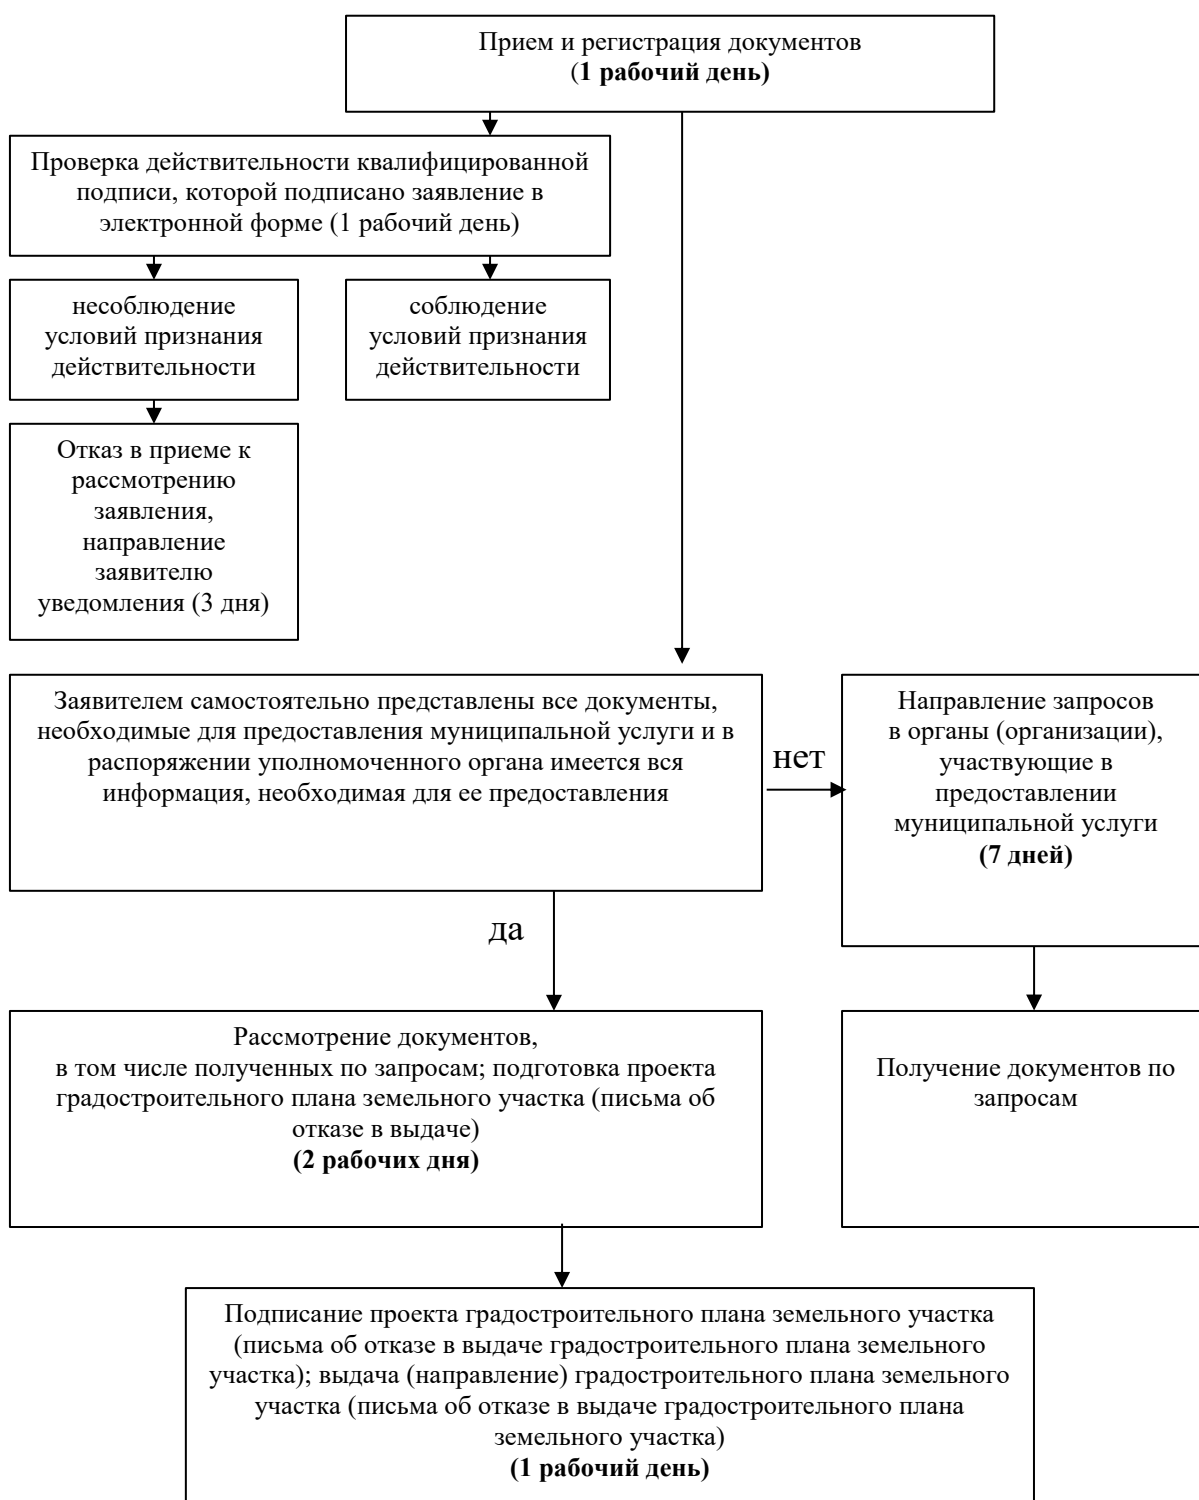 Прием и регистрация документов
(1 рабочий день)
Проверка действительности квалифицированной
подписи, которой подписано заявление в
электронной форме (1 рабочий день)
несоблюдение
условий признания
действительности
соблюдение
условий признания
действительности
Отказ в приеме к
рассмотрению
заявления,
направление
заявителю
уведомления (3 дня)
Заявителем самостоятельно представлены все документы,
необходимые для предоставления муниципальной услуги и в
распоряжении уполномоченного органа имеется вся
информация, необходимая для ее предоставления
нет
Направление запросов
в органы (организации),
участвующие в
предоставлении
муниципальной услуги
(7 дней)
да
Рассмотрение документов,
в том числе полученных по запросам; подготовка проекта
градостроительного плана земельного участка (письма об
отказе в выдаче)
(2 рабочих дня)
Получение документов по
запросам
Подписание проекта градостроительного плана земельного участка
(письма об отказе в выдаче градостроительного плана земельного
участка); выдача (направление) градостроительного плана земельного
участка (письма об отказе в выдаче градостроительного плана
земельного участка)
(1 рабочий день)